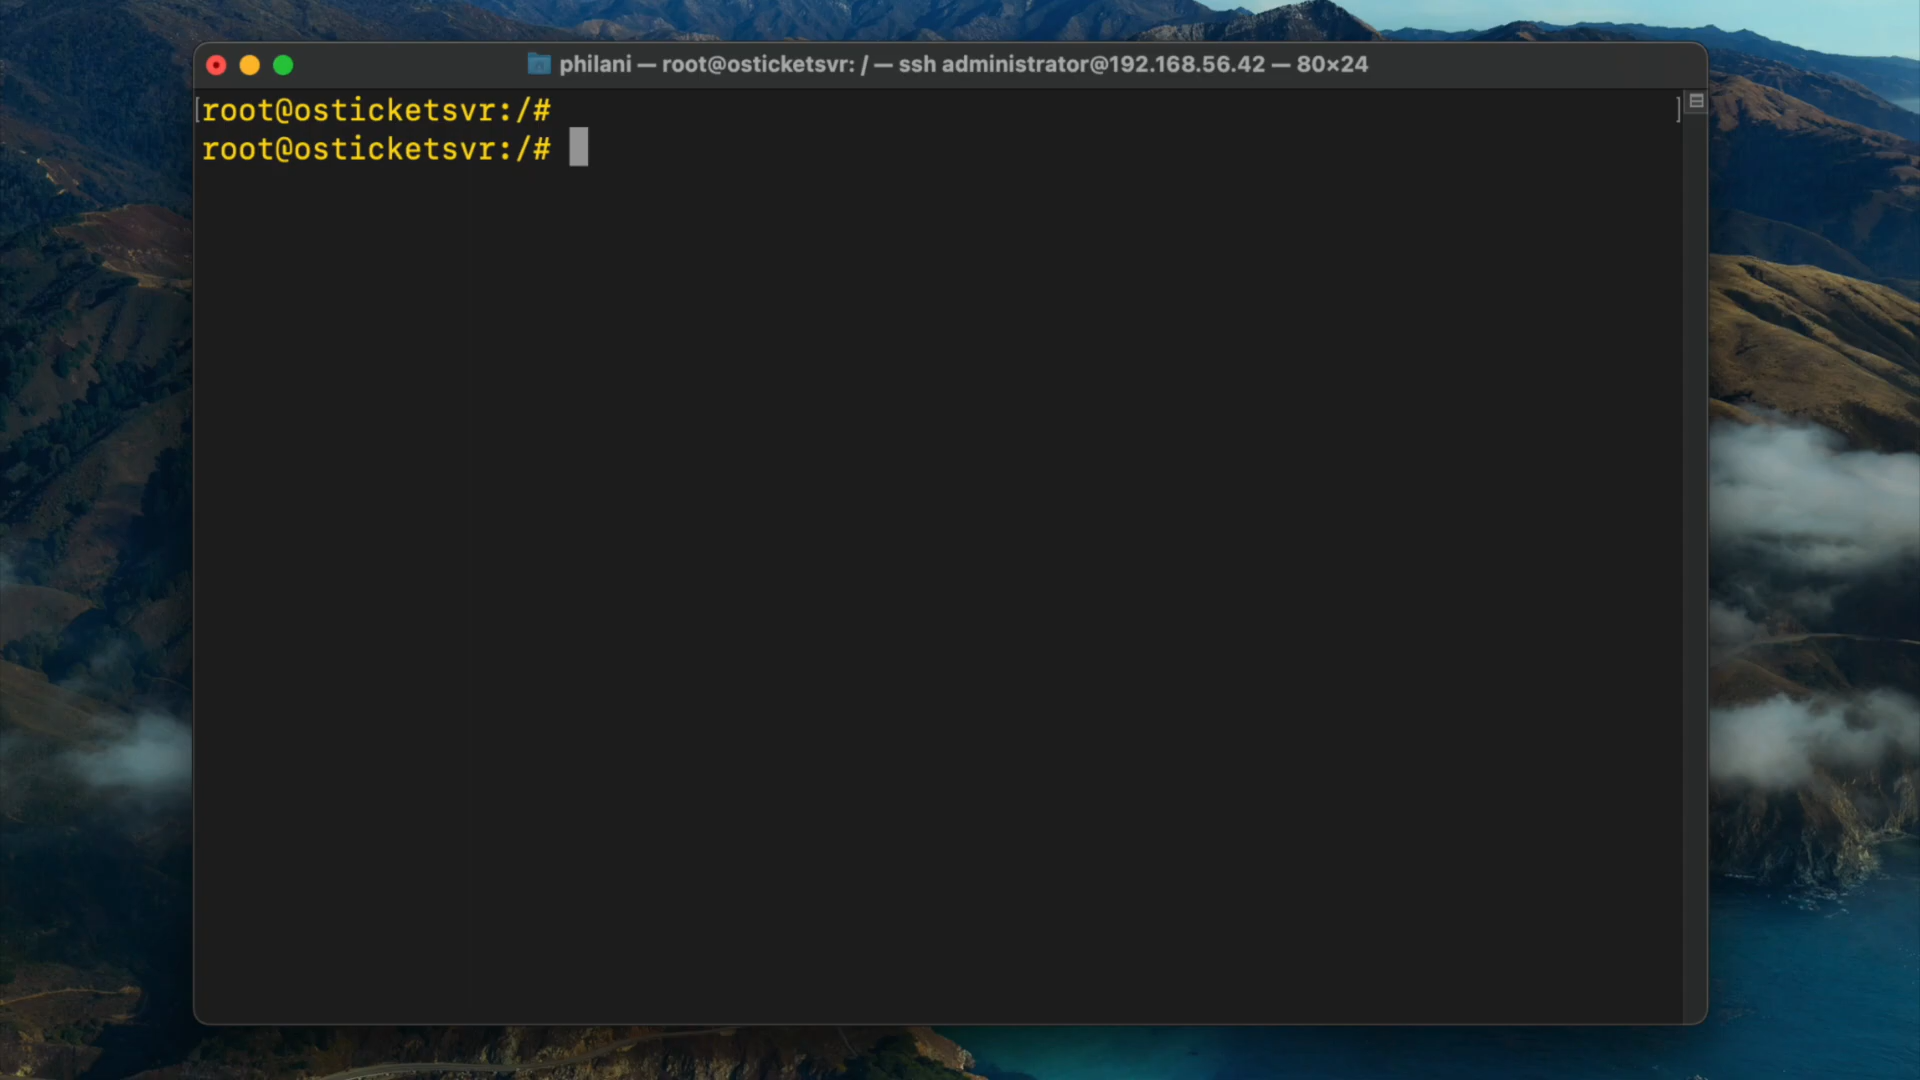 philani — root@osticketsvr: / — ssh administrator@192.168.56.42 — 80×24
[root@osticketsvr:/# ]
root@osticketsvr:/#